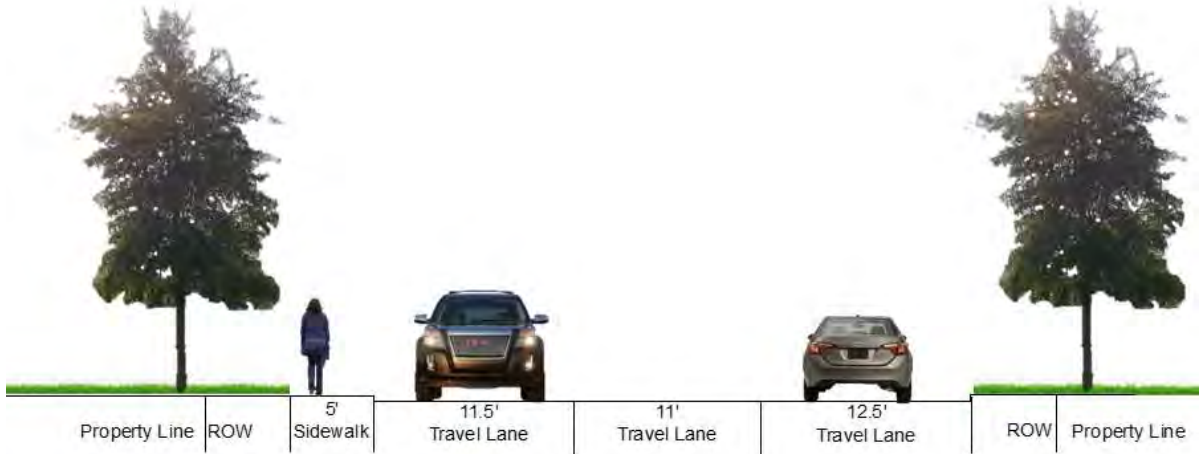 Property Line
ROW
5'
Sidewalk
11.5'
Travel Lane
11'
Travel Lane
12.5'
Travel Lane
ROW
Property Line